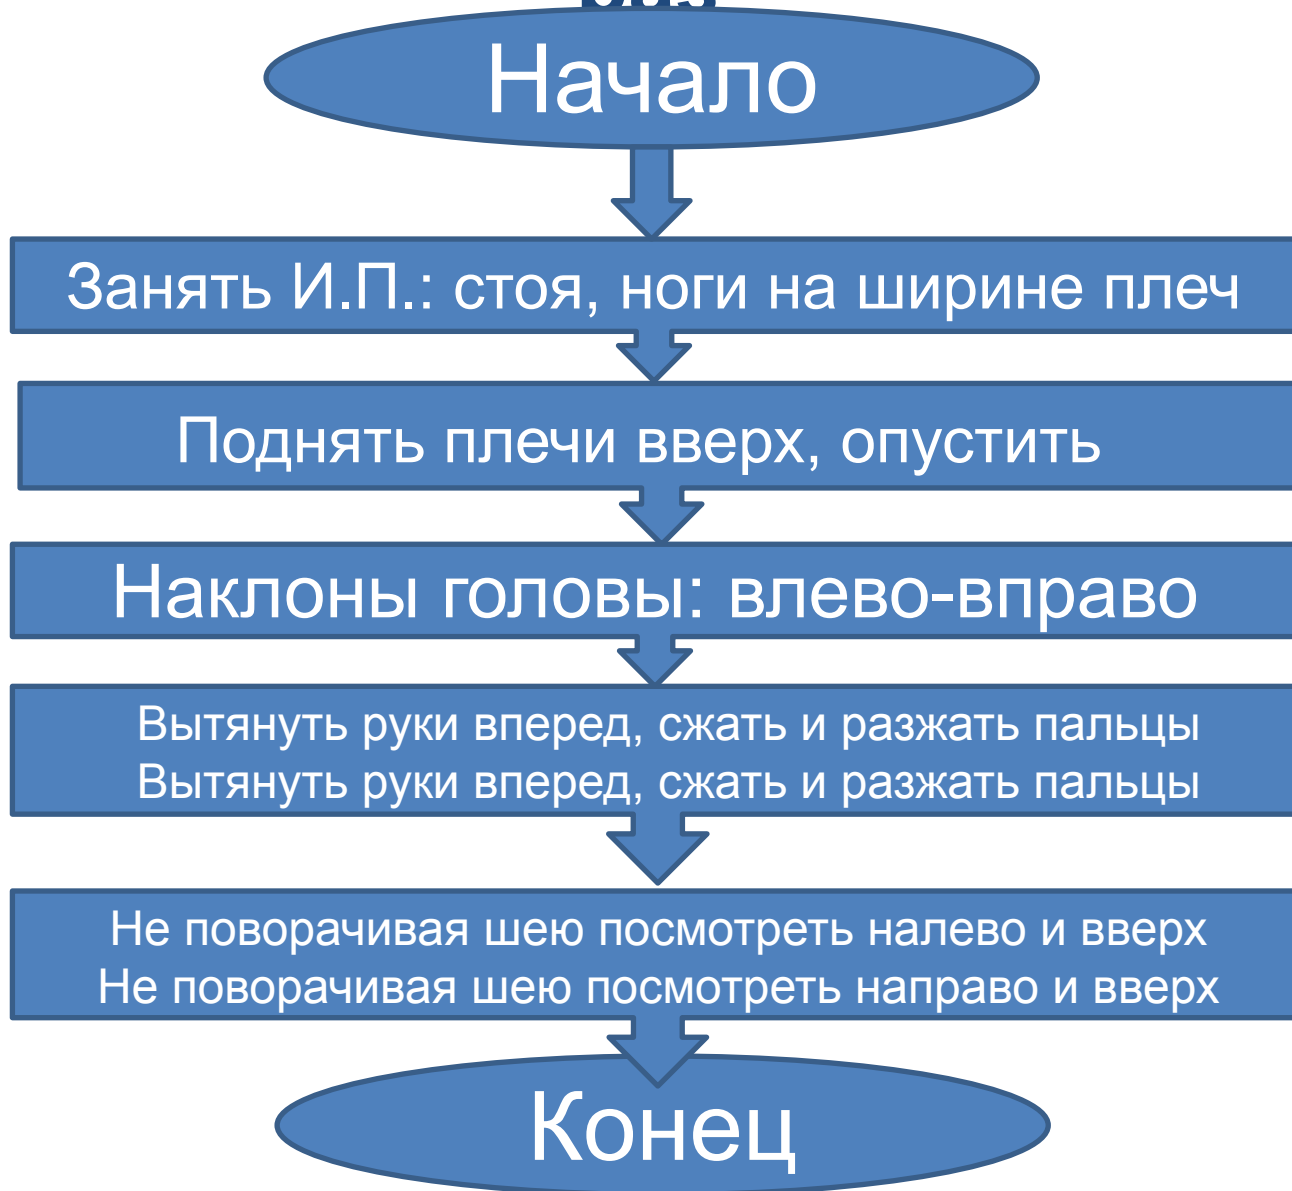 Начало
Занять И.П.: стоя, ноги на ширине плеч
Поднять плечи вверх, опустить
Наклоны головы: влево-вправо
Вытянуть руки вперед, сжать и разжать пальцы
Вытянуть руки вперед, сжать и разжать пальцы
Не поворачивая шею посмотреть налево и вверх
Не поворачивая шею посмотреть направо и вверх
Конец